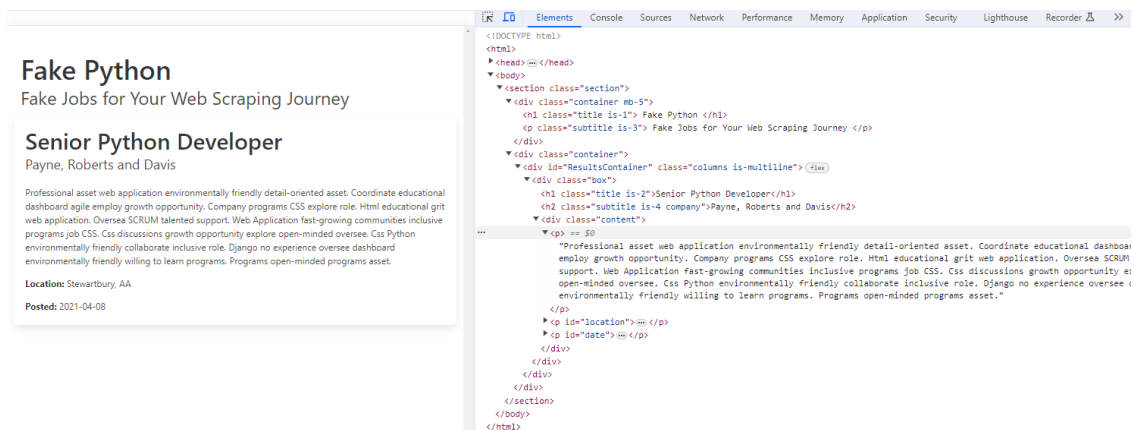 Elements Console Sources Network Performance Memory Application Security Lighthouse Recorder
Fake Python
Fake Jobs for Your Web Scraping Journey
Senior Python Developer
Payne, Roberts and Davis
Professional asset web application environmentally friendly detail-oriented asset. Coordinate educational
dashboard agile employ growth opportunity. Company programs CSS explore role. Html educational grit
web application. Oversea SCRUM talented support. Web Application fast-growing communities inclusive
programs job CSS. Css discussions growth opportunity explore open-minded oversee. Css Python
environmentally friendly collaborate inclusive role. Django no experience oversee dashboard
environmentally friendly willing to learn programs. Programs open-minded programs asset.
Location: Stewartbury, AA
Posted: 2021-04-08
<!DOCTYPE html>
<html>
<head> … </head>
<body>
<section class="section">
<div class="container mb-5">
<h1 class="title is-1"> Fake Python </h1>
<p class="subtitle is-3"> Fake Jobs for Your Web Scraping Journey </p>
</div>
<div class="container">
<div id="ResultsContainer" class="columns is-multiline"> flex
<div class="box">
<h1 class="title is-2">Senior Python Developer</h1>
<h2 class="subtitle is-4 company">Payne, Roberts and Davis</h2>
<div class="content">
… <p> == $0
"Professional asset web application environmentally friendly detail-oriented asset. Coordinate educational dashboar
employ growth opportunity. Company programs CSS explore role. Html educational grit web application. Oversea SCRUM
support. Web Application fast-growing communities inclusive programs job CSS. Css discussions growth opportunity ex
open-minded oversee. Css Python environmentally friendly collaborate inclusive role. Django no experience oversee
environmentally friendly willing to learn programs. Programs open-minded programs asset."
</p>
<p id="location"> … </p>
<p id="date"> … </p>
</div>
</div>
</div>
</div>
</section>
</body>
</html>